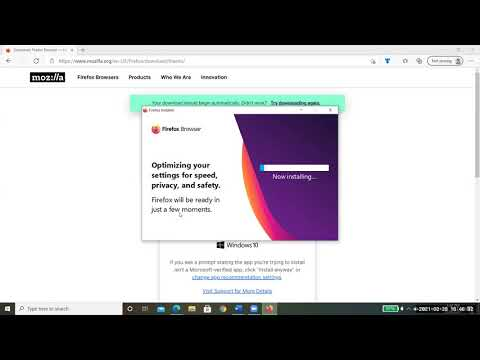 Download Firefox Browser — F
https://www.mozilla.org/en-US/firefox/download/thanks/
Not syncing
moz://a
Firefox Browsers
Products
Who We Are
Innovation
Your download should begin automatically. Didn't work? Try downloading again.
Firefox Installer
Firefox Browser
Optimizing your
settings for speed,
privacy, and safety.
Now installing...
Firefox will be ready in
just a few moments.
Windows 10
If you see a prompt stating the app you're trying to install
isn't a Microsoft-verified app, click "Install anyway" or
change app recommendation settings.
Visit Support for More Details
Type here to search